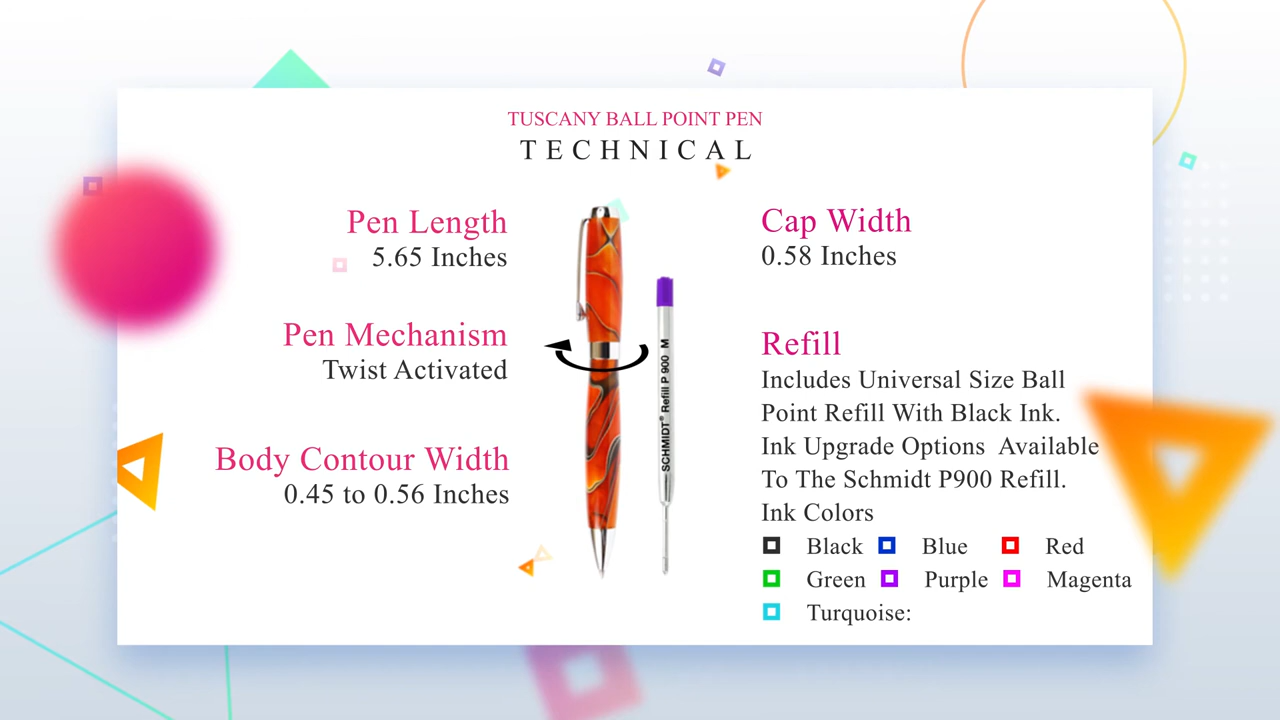 TUSCANY BALL POINT PEN
TECHNICAL
Pen Length
5.65 Inches
Pen Mechanism
Twist Activated
Body Contour Width
0.45 to 0.56 Inches
SCHMIDT® Refill P 900 M
Cap Width
0.58 Inches
Refill
Includes Universal Size Ball
Point Refill With Black Ink.
Ink Upgrade Options Available
To The Schmidt P900 Refill.
Ink Colors
Black Blue Red
Green Purple Magenta
Turquoise: